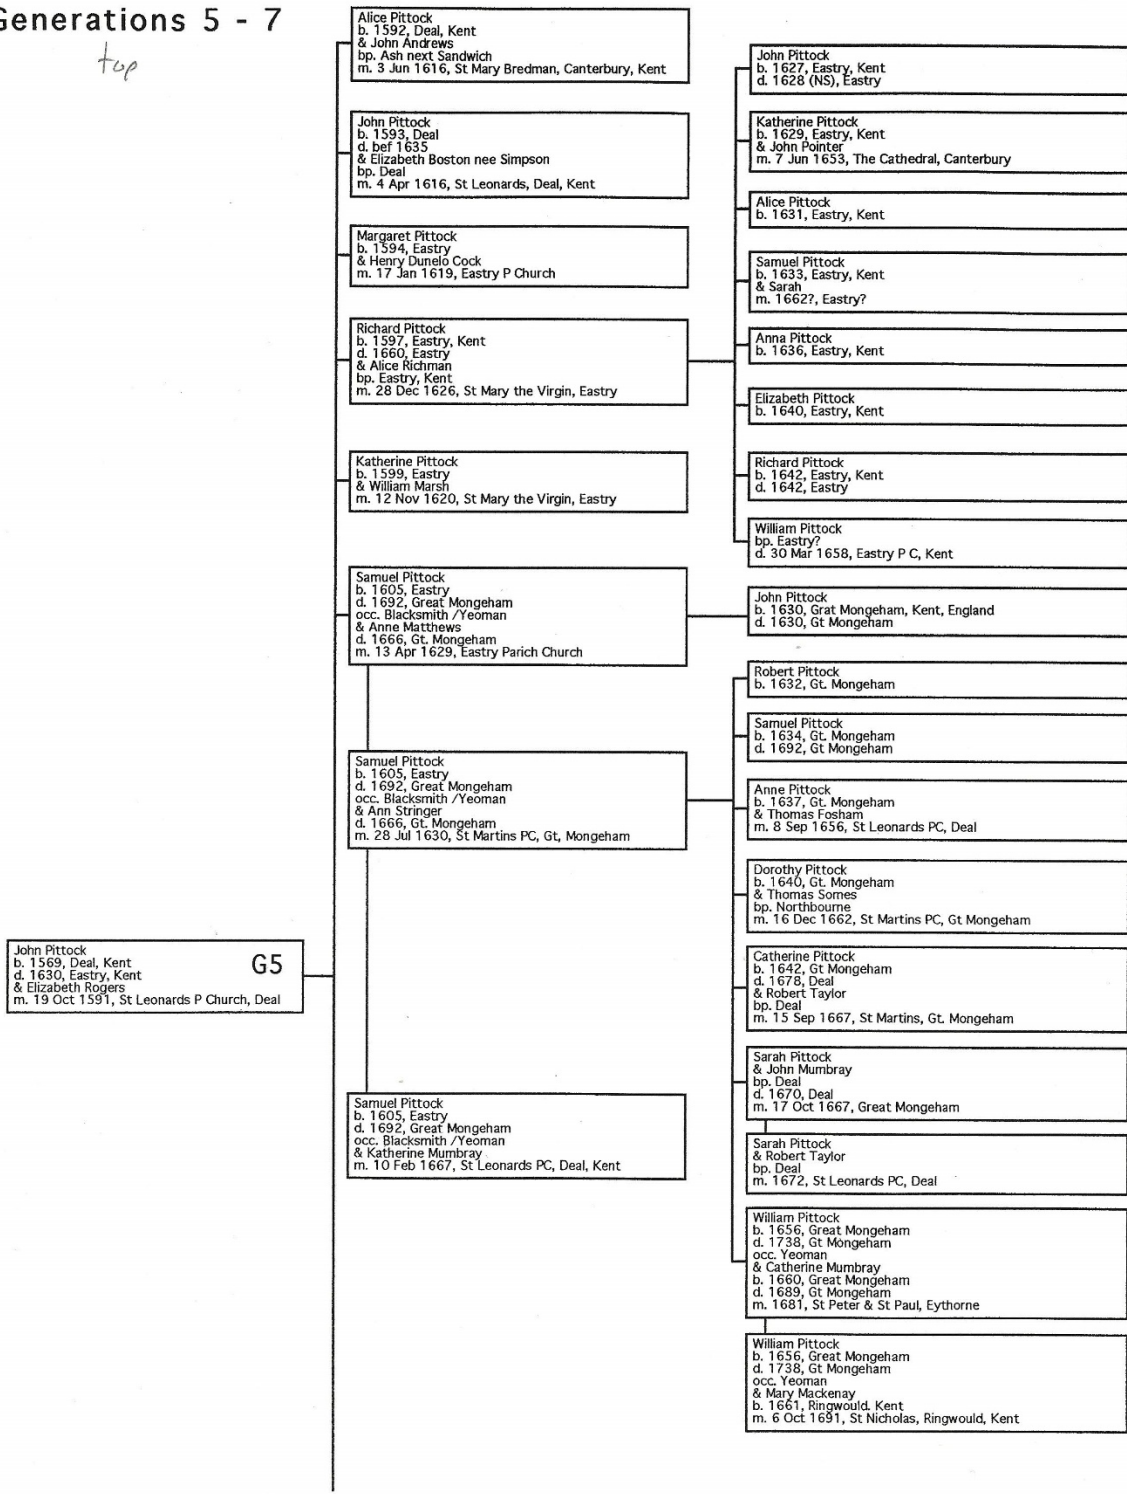 Generations 5 - 7
top
Alice Pittock
b. 1592, Deal, Kent
& John Andrews
bp. Ash next Sandwich
m. 3 Jun 1616, St Mary Bredman, Canterbury, Kent
John Pittock
b. 1593, Deal
d. bef 1635
& Elizabeth Boston nee Simpson
bp. Deal
m. 4 Apr 1616, St Leonards, Deal, Kent
Margaret Pittock
b. 1594, Eastry
& Henry Dunelo Cock
m. 17 Jan 1619, Eastry P Church
Richard Pittock
b. 1597, Eastry, Kent
d. 1660, Eastry
& Alice Richman
bp. Eastry, Kent
m. 28 Dec 1626, St Mary the Virgin, Eastry
Katherine Pittock
b. 1599, Eastry
& William Marsh
m. 12 Nov 1620, St Mary the Virgin, Eastry
Samuel Pittock
b. 1605, Eastry
d. 1692, Great Mongeham
occ. Blacksmith /Yeoman
& Anne Matthews
d. 1666, Gt. Mongeham
m. 13 Apr 1629, Eastry Parich Church
Samuel Pittock
b. 1605, Eastry
d. 1692, Great Mongeham
occ. Blacksmith /Yeoman
& Ann Stringer
d. 1666, Gt. Mongeham
m. 28 Jul 1630, St Martins PC, Gt, Mongeham
John Pittock
b. 1569, Deal, Kent
d. 1630, Eastry, Kent
& Elizabeth Rogers
m. 19 Oct 1591, St Leonards P Church, Deal
G5
Samuel Pittock
b. 1605, Eastry
d. 1692, Great Mongeham
occ. Blacksmith /Yeoman
& Katherine Mumbray
m. 10 Feb 1667, St Leonards PC, Deal, Kent
John Pittock
b. 1627, Eastry, Kent
d. 1628 (NS), Eastry
Katherine Pittock
b. 1629, Eastry, Kent
& John Pointer
m. 7 Jun 1653, The Cathedral, Canterbury
Alice Pittock
b. 1631, Eastry, Kent
Samuel Pittock
b. 1633, Eastry, Kent
& Sarah
m. 1662?, Eastry?
Anna Pittock
b. 1636, Eastry, Kent
Elizabeth Pittock
b. 1640, Eastry, Kent
Richard Pittock
b. 1642, Eastry, Kent
d. 1642, Eastry
William Pittock
bp. Eastry?
d. 30 Mar 1658, Eastry P C, Kent
John Pittock
b. 1630, Grat Mongeham, Kent, England
d. 1630, Gt Mongeham
Robert Pittock
b. 1632, Gt. Mongeham
Samuel Pittock
b. 1634, Gt. Mongeham
d. 1692, Gt Mongeham
Anne Pittock
b. 1637, Gt. Mongeham
& Thomas Fosham
m. 8 Sep 1656, St Leonards PC, Deal
Dorothy Pittock
b. 1640, Gt. Mongeham
& Thomas Somes
bp. Northbourne
m. 16 Dec 1662, St Martins PC, Gt Mongeham
Catherine Pittock
b. 1642, Gt Mongeham
d. 1678, Deal
& Robert Taylor
bp. Deal
m. 15 Sep 1667, St Martins, Gt. Mongeham
Sarah Pittock
& John Mumbray
bp. Deal
d. 1670, Deal
m. 17 Oct 1667, Great Mongeham
Sarah Pittock
& Robert Taylor
bp. Deal
m. 1672, St Leonards PC, Deal
William Pittock
b. 1656, Great Mongeham
d. 1738, Gt Mongeham
occ. Yeoman
& Catherine Mumbray
b. 1660, Great Mongeham
d. 1689, Gt Mongeham
m. 1681, St Peter & St Paul, Eythorne
William Pittock
b. 1656, Great Mongeham
d. 1738, Gt Mongeham
occ. Yeoman
& Mary Mackenay
b. 1661, Ringwould. Kent
m. 6 Oct 1691, St Nicholas, Ringwould, Kent